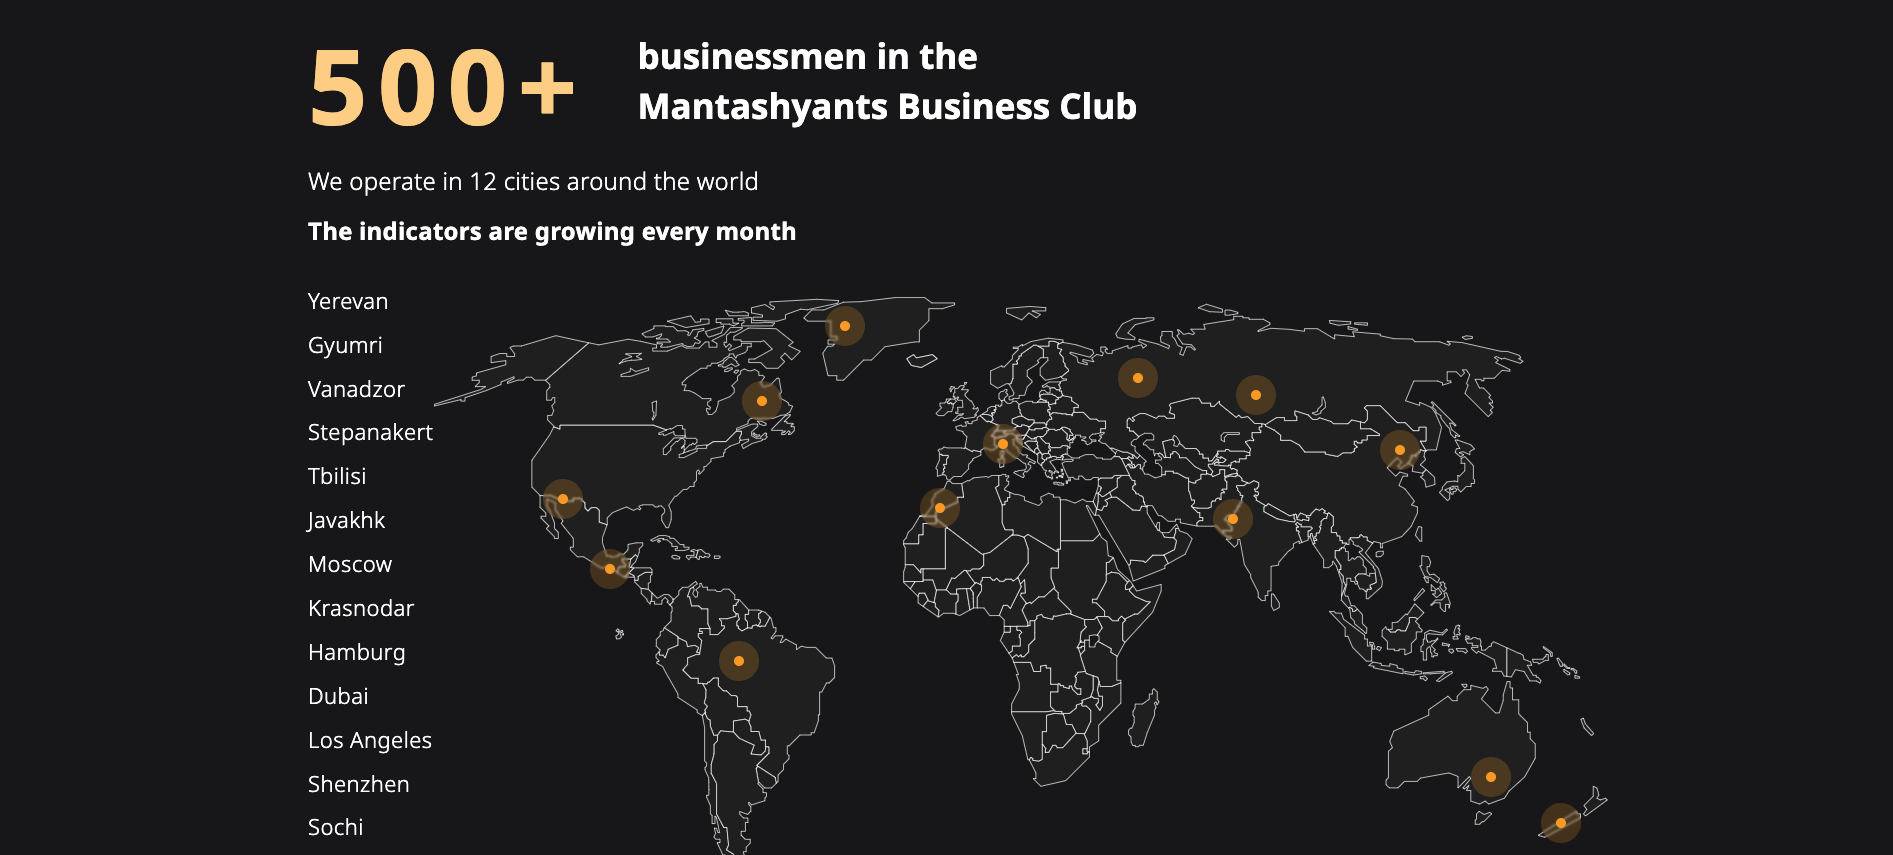 500+
businessmen in the
Mantashyants Business Club
We operate in 12 cities around the world
The indicators are growing every month
Yerevan
Gyumri
Vanadzor
Stepanakert
Tbilisi
Javakhk
Moscow
Krasnodar
Hamburg
Dubai
Los Angeles
Shenzhen
Sochi